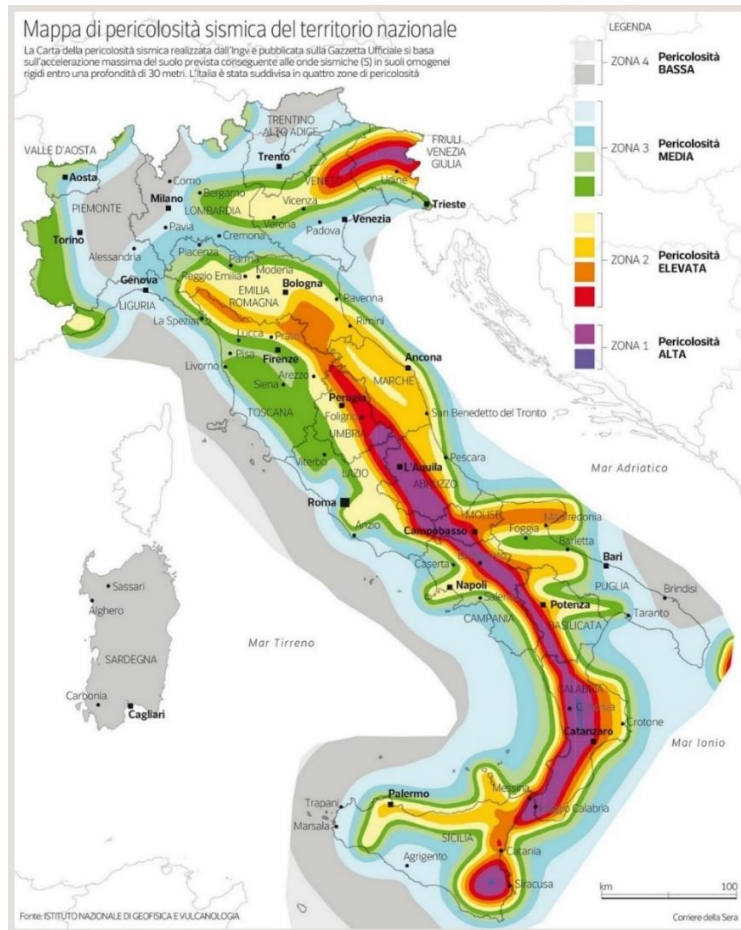 Mappa di pericolosità sismica del territorio nazionale
La Carta della pericolosità sismica realizzata dall'Ingv e pubblicata sulla Gazzetta Ufficiale si basa
sull'accelerazione massima del suolo prevista conseguente alle onde sismiche (S) in suoli omogenei
rigidi entro una profondità di 30 metri. L'Italia è stata suddivisa in quattro zone di pericolosità
LEGENDA
ZONA 4 Pericolosità
BASSA
ZONA 3 Pericolosità
MEDIA
ZONA 2 Pericolosità
ELEVATA
ZONA 1 Pericolosità
ALTA
TRENTINO
ALTO ADIGE
VALLE D'AOSTA
FRIULI
VENEZIA
GIULIA
Trento
Aosta
Como
Bergamo
VENETO
Udine
PIEMONTE
Milano
LOMBARDIA
Vicenza
Trieste
Verona
Padova
Venezia
Torino
Pavia
Cremona
Piacenza
Alessandria
Parma
Reggio Emilia
Modena
Genova
EMILIA
ROMAGNA
Bologna
LIGURIA
Ravenna
La Spezia
Rimini
Lucca
Prato
Pisa
Firenze
Livorno
Arezzo
Ancona
MARCHE
Siena
Perugia
TOSCANA
Foligno
San Benedetto del Tronto
UMBRIA
Viterbo
Pescara
LAZIO
L'Aquila
ABRUZZO
Mar Adriatico
Roma
Anzio
MOLISE
Campobasso
Manfredonia
Foggia
Barletta
Caserta
Bari
Napoli
PUGLIA
Brindisi
Potenza
CAMPANIA
BASILICATA
Taranto
Sassari
Alghero
Mar Tirreno
SARDEGNA
CALABRIA
Carbonia
Cagliari
Crotone
Catanzaro
Mar Ionio
Messina
Reggio Calabria
Palermo
Trapani
Marsala
SICILIA
Catania
Agrigento
Siracusa
km 100
Fonte: ISTITUTO NAZIONALE DI GEOFISICA E VULCANOLOGIA
Corriere della Sera